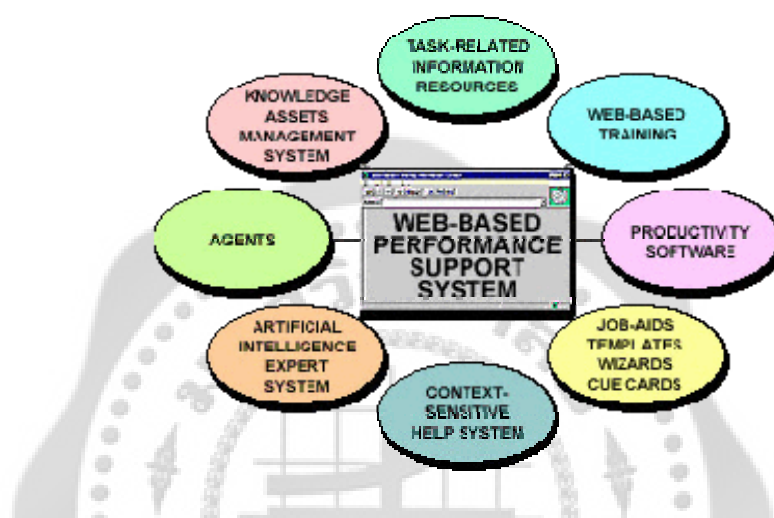 TASK-RELATED
INFORMATION
RESOURCES
KNOWLEDGE
ASSETS
MANAGEMENT
SYSTEM
WEB-BASED
TRAINING
AGENTS
WEB-BASED
PERFORMANCE
SUPPORT
SYSTEM
PRODUCTIVITY
SOFTWARE
ARTIFICIAL
INTELLIGENCE
EXPERT
SYSTEM
JOB-AIDS
TEMPLATES
WIZARDS
CUE CARDS
CONTEXT-
SENSITIVE
HELP SYSTEM